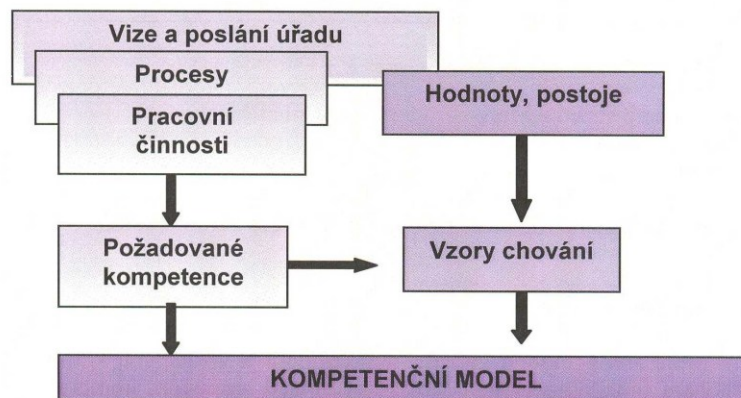 Vize a poslání úřadu
Procesy
Pracovní
činnosti
Hodnoty, postoje
Požadované
kompetence
Vzory chování
KOMPETENČNÍ MODEL